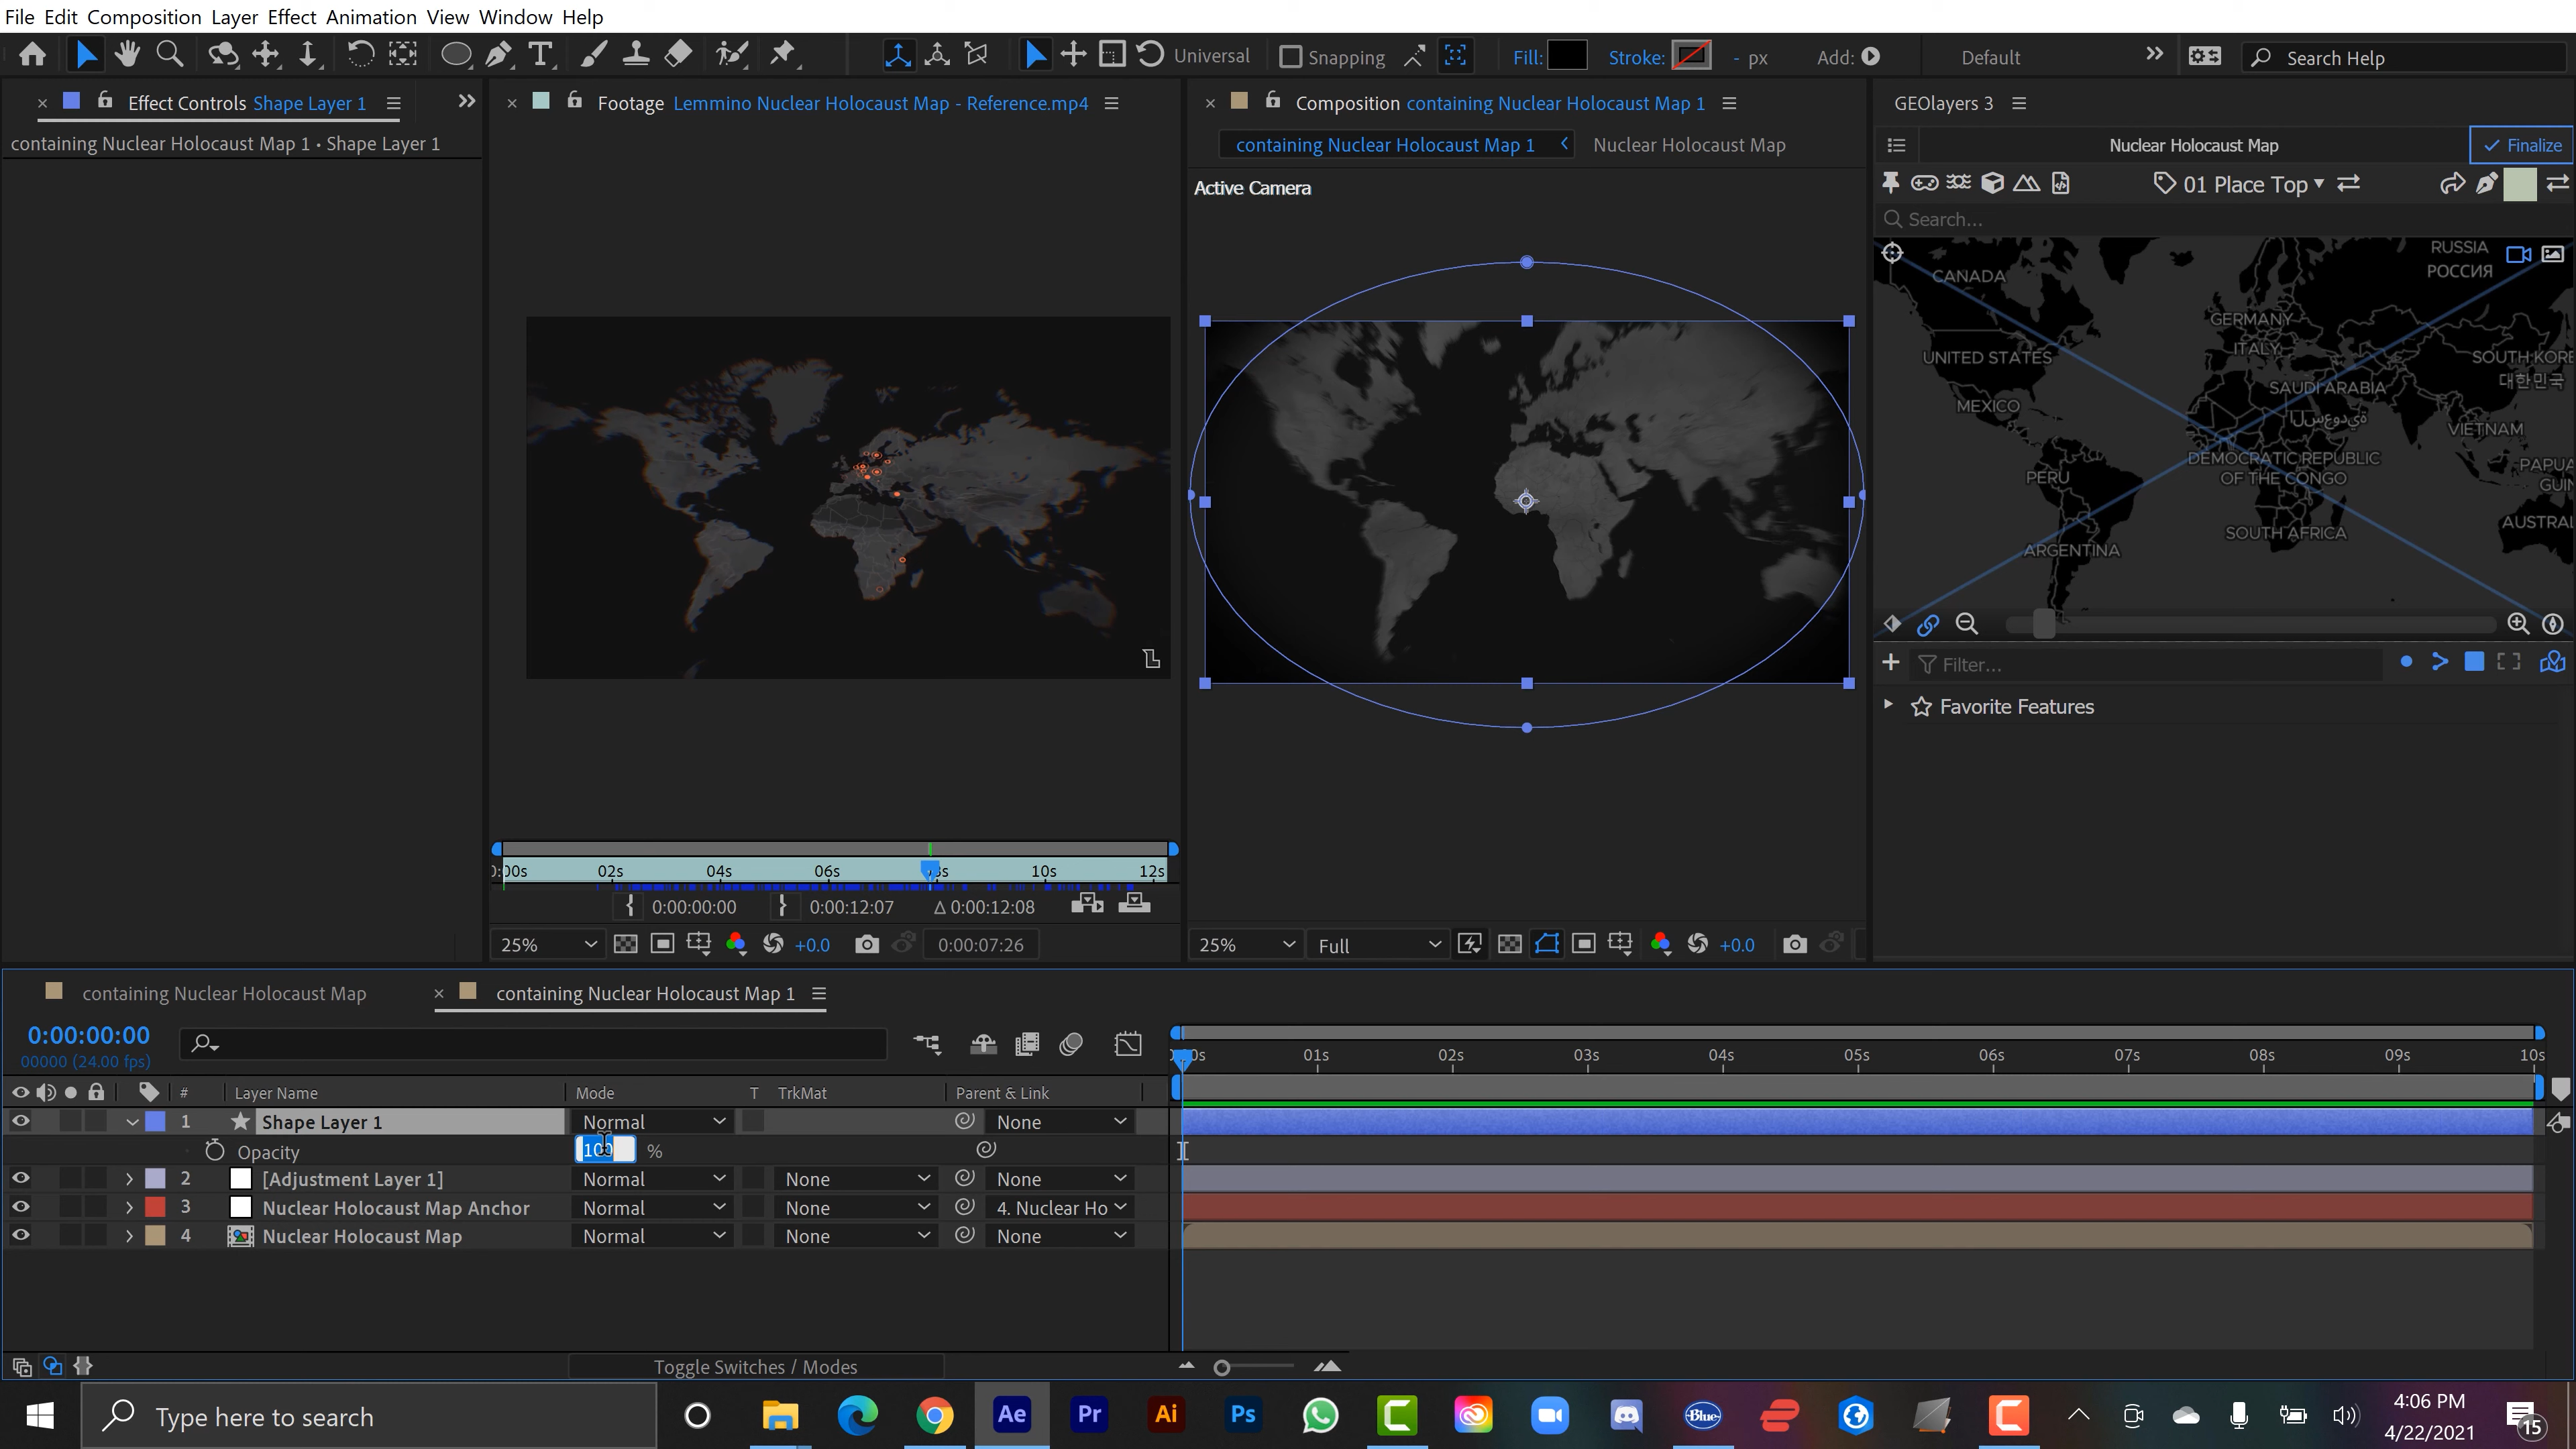 File Edit Composition Layer Effect Animation View Window Help
Universal Snapping Fill: Stroke: - px Add: Default Search Help
Effect Controls Shape Layer 1
containing Nuclear Holocaust Map 1 • Shape Layer 1
Footage Lemmino Nuclear Holocaust Map - Reference.mp4
Composition containing Nuclear Holocaust Map 1
containing Nuclear Holocaust Map 1 Nuclear Holocaust Map
Active Camera
GEOlayers 3
Nuclear Holocaust Map Finalize
01 Place Top
Search...
RUSSIA
РОССИЯ
CANADA
GERMANY
ITALY
UNITED STATES
SOUTH KORE
대한민국
SAUDI ARABIA
السعودية
MEXICO
VIETNAM
DEMOCRATIC REPUBLIC
OF THE CONGO
PERU
PAPUA
GUIN
SOUTH AFRICA
AUSTRAL
ARGENTINA
Filter...
Favorite Features
02s 04s 06s 10s 12s
0:00:00:00 0:00:12:07 Δ 0:00:12:08
25% +0.0 0:00:07:26
25% Full +0.0
containing Nuclear Holocaust Map containing Nuclear Holocaust Map 1
0:00:00:00
00000 (24.00 fps)
01s 02s 03s 04s 05s 06s 07s 08s 09s 10s
# Layer Name Mode T TrkMat Parent & Link
1 Shape Layer 1 Normal None
Opacity 100 %
2 [Adjustment Layer 1] Normal None None
3 Nuclear Holocaust Map Anchor Normal None 4. Nuclear Ho
4 Nuclear Holocaust Map Normal None None
Toggle Switches / Modes
Type here to search
Ae Pr Ai Ps Blue
4:06 PM
4/22/2021
15